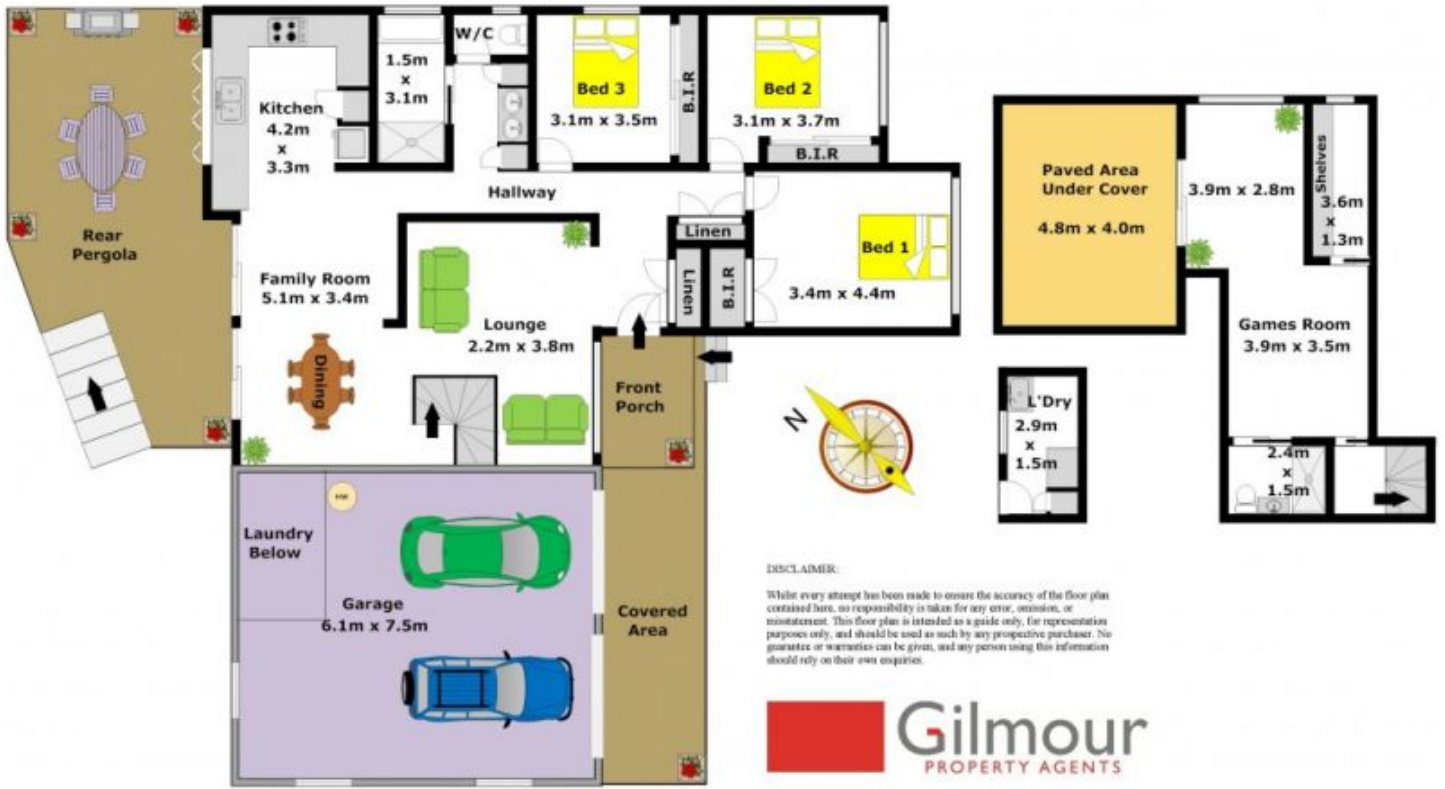 W/C
1.5m
x
3.1m
Kitchen
4.2m
x
3.3m
Bed 3
3.1m x 3.5m
B.I.R
Bed 2
3.1m x 3.7m
B.I.R
Hallway
Rear
Pergola
Family Room
5.1m x 3.4m
Lounge
2.2m x 3.8m
Linen
Linen
B.I.R
Bed 1
3.4m x 4.4m
Dining
Front
Porch
Laundry
Below
HW
Garage
6.1m x 7.5m
Covered
Area
N
Paved Area
Under Cover
4.8m x 4.0m
3.9m x 2.8m
Shelves
3.6m
x
1.3m
Games Room
3.9m x 3.5m
L'Dry
2.9m
x
1.5m
2.4m
x
1.5m
DISCLAIMER:
Whilst every attempt has been made to ensure the accuracy of the floor plan
contained here, no responsibility is taken for any error, omission, or
misstatement. This floor plan is intended as a guide only, for representation
purposes only, and should be used as such by any prospective purchaser. No
guarantee or warranties can be given, and any person using this information
should rely on their own enquiries.
Gilmour
PROPERTY AGENTS